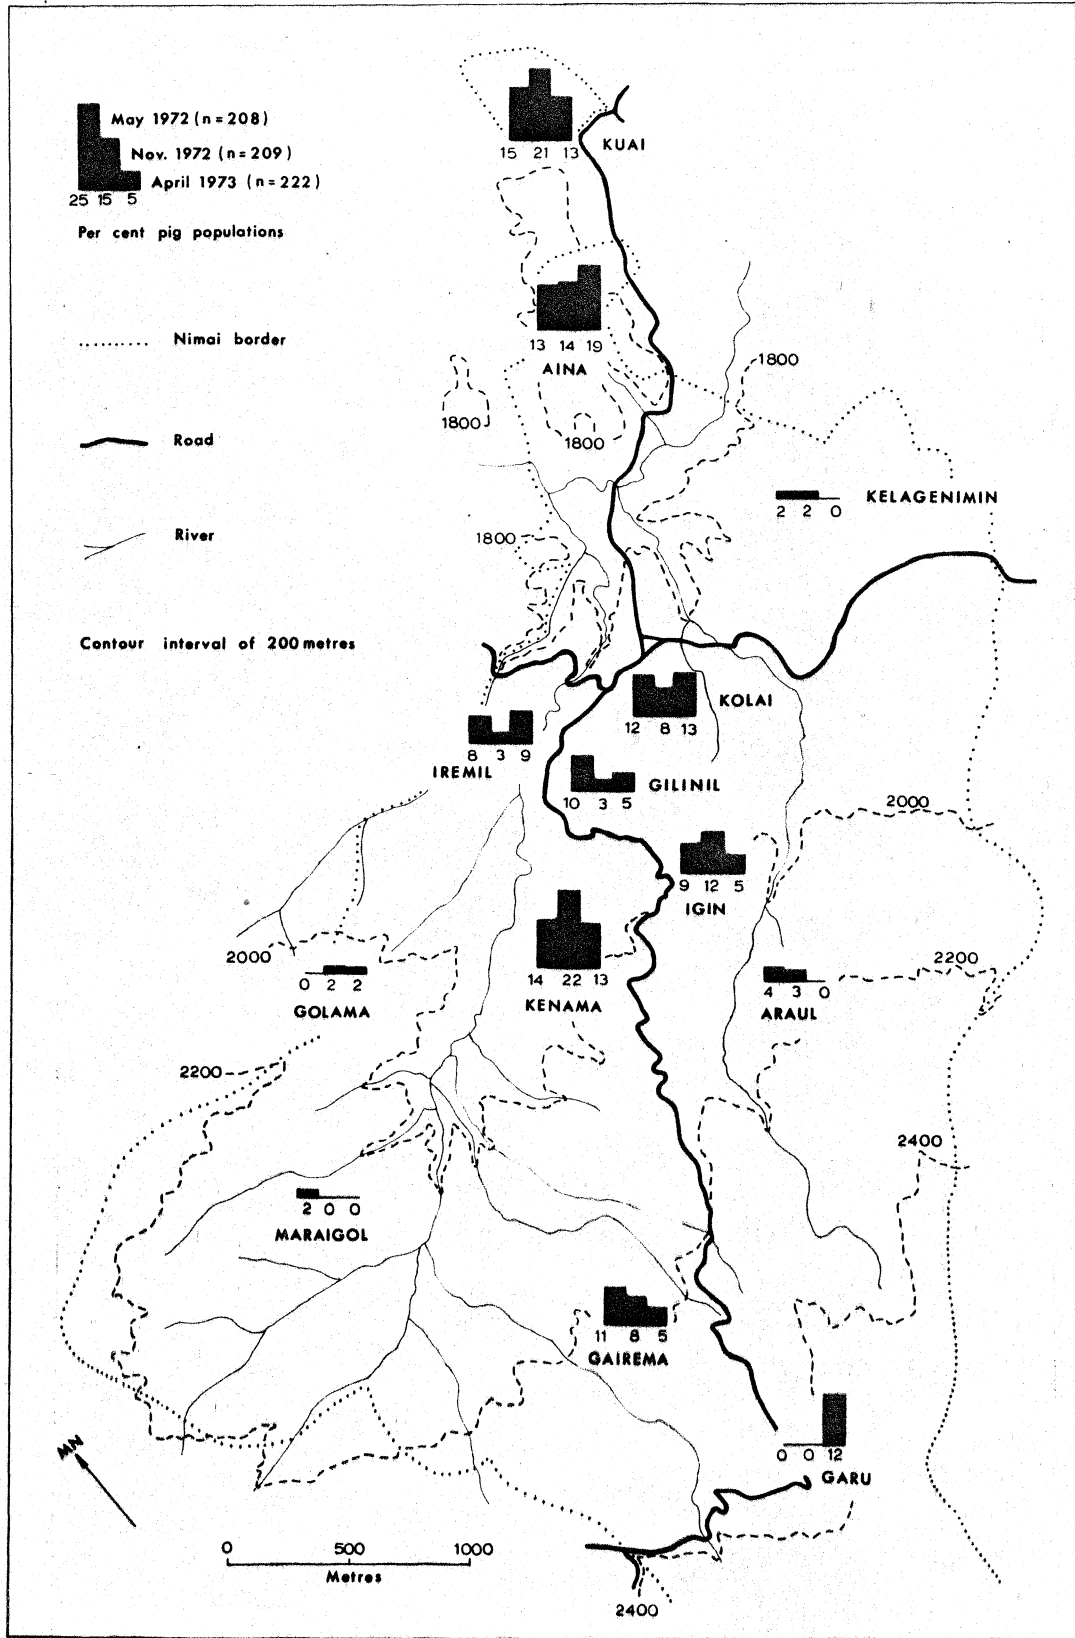 May 1972 (n=208)
Nov. 1972 (n=209)
April 1973 (n=222)
25 15 5
Per cent pig populations
Nimai border
Road
River
Contour interval of 200 metres
15 21 13
KUAI
13 14 19
AINA
1800
1800
1800
2 2 0
KELAGENIMIN
1800
12 8 13
KOLAI
8 3 9
IREMIL
10 3 5
GILINIL
2000
9 12 5
IGIN
2000
0 2 2
GOLAMA
14 22 13
KENAMA
4 3 0
ARAUL
2200
2200
2400
2 0 0
MARAIGOL
11 8 5
GAIREMA
0 0 12
GARU
MN
0 500 1000
Metres
2400